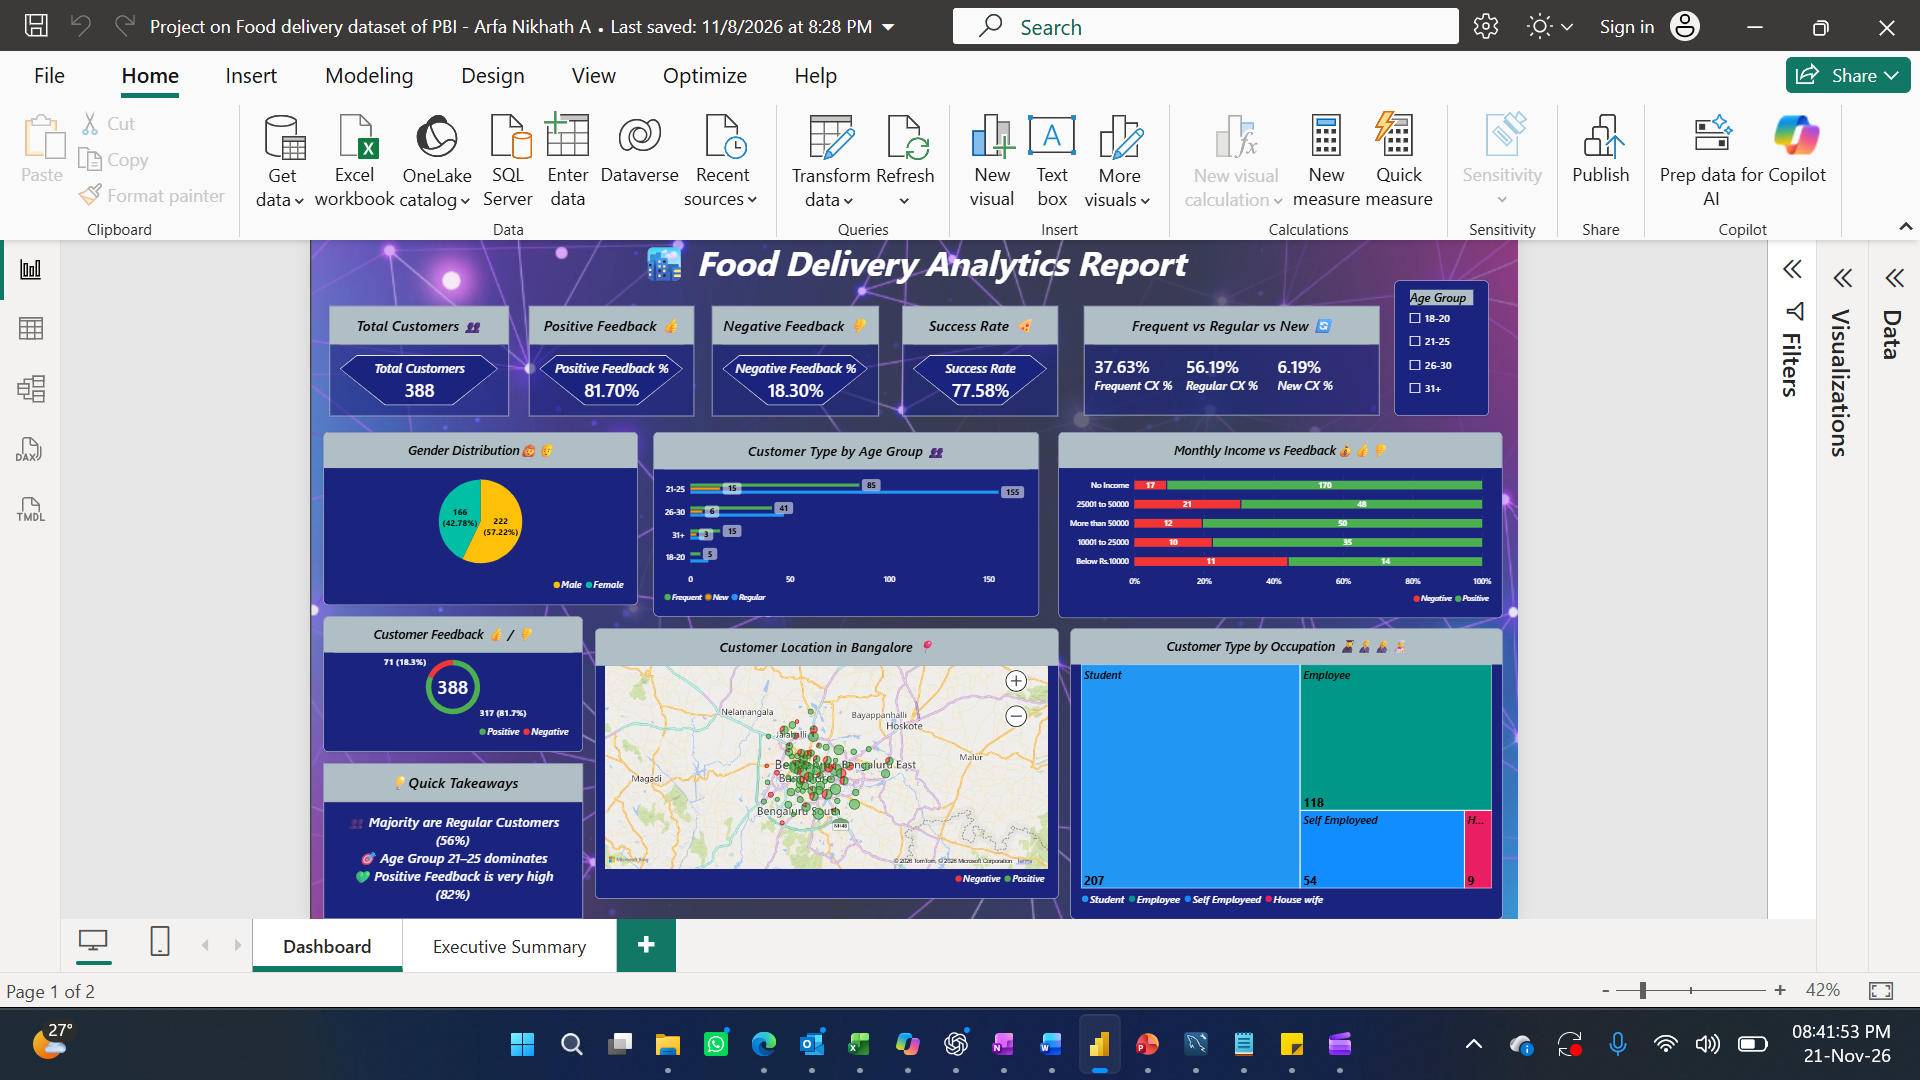 Project on Food delivery dataset of PBI - Arfa Nikhath A • Last saved: 11/8/2026 at 8:28 PM
Search
Sign in
File
Home
Insert
Modeling
Design
View
Optimize
Help
Share
Paste
Cut
Copy
Format painter
Clipboard
Get data
Excel workbook
OneLake catalog
SQL Server
Enter data
Dataverse
Recent sources
Data
Transform data
Refresh
Queries
New visual
Text box
More visuals
Insert
New visual calculation
New measure
Quick measure
Calculations
Sensitivity
Sensitivity
Publish
Share
Prep data for AI
Copilot
Copilot
DAX
TMDL
Food Delivery Analytics Report
Total Customers
Total Customers
388
Positive Feedback
Positive Feedback %
81.70%
Negative Feedback
Negative Feedback %
18.30%
Success Rate
Success Rate
77.58%
Frequent vs Regular vs New
37.63% 56.19% 6.19%
Frequent CX % Regular CX % New CX %
Age Group
18-20
21-25
26-30
31+
Filters
Visualizations
Data
Gender Distribution
166
(42.78%)
222
(57.22%)
Male Female
Customer Type by Age Group
21-25 85 15 155
26-30 41 6
31+ 15 3
18-20 5
0 50 100 150
Frequent New Regular
Monthly Income vs Feedback
No Income 17 170
25001 to 50000 21 48
More than 50000 12 50
10001 to 25000 10 35
Below Rs.10000 11 14
0% 20% 40% 60% 80% 100%
Negative Positive
Customer Feedback /
71 (18.3%)
388
317 (81.7%)
Positive Negative
Quick Takeaways
Majority are Regular Customers
(56%)
Age Group 21–25 dominates
Positive Feedback is very high
(82%)
Customer Location in Bangalore
Nelamangala
Bayappanhalli
Hoskote
Jalahalli
Bengaluru East
Malur
Magadi
Bangalore
Bengaluru South
NH48
Microsoft Bing
© 2026 TomTom, © 2026 Microsoft Corporation Terms
Negative Positive
Customer Type by Occupation
Student
207
Employee
118
Self Employeed
54
H...
9
Student Employee Self Employeed House wife
Dashboard
Executive Summary
Page 1 of 2
42%
27°
08:41:53 PM
21-Nov-26